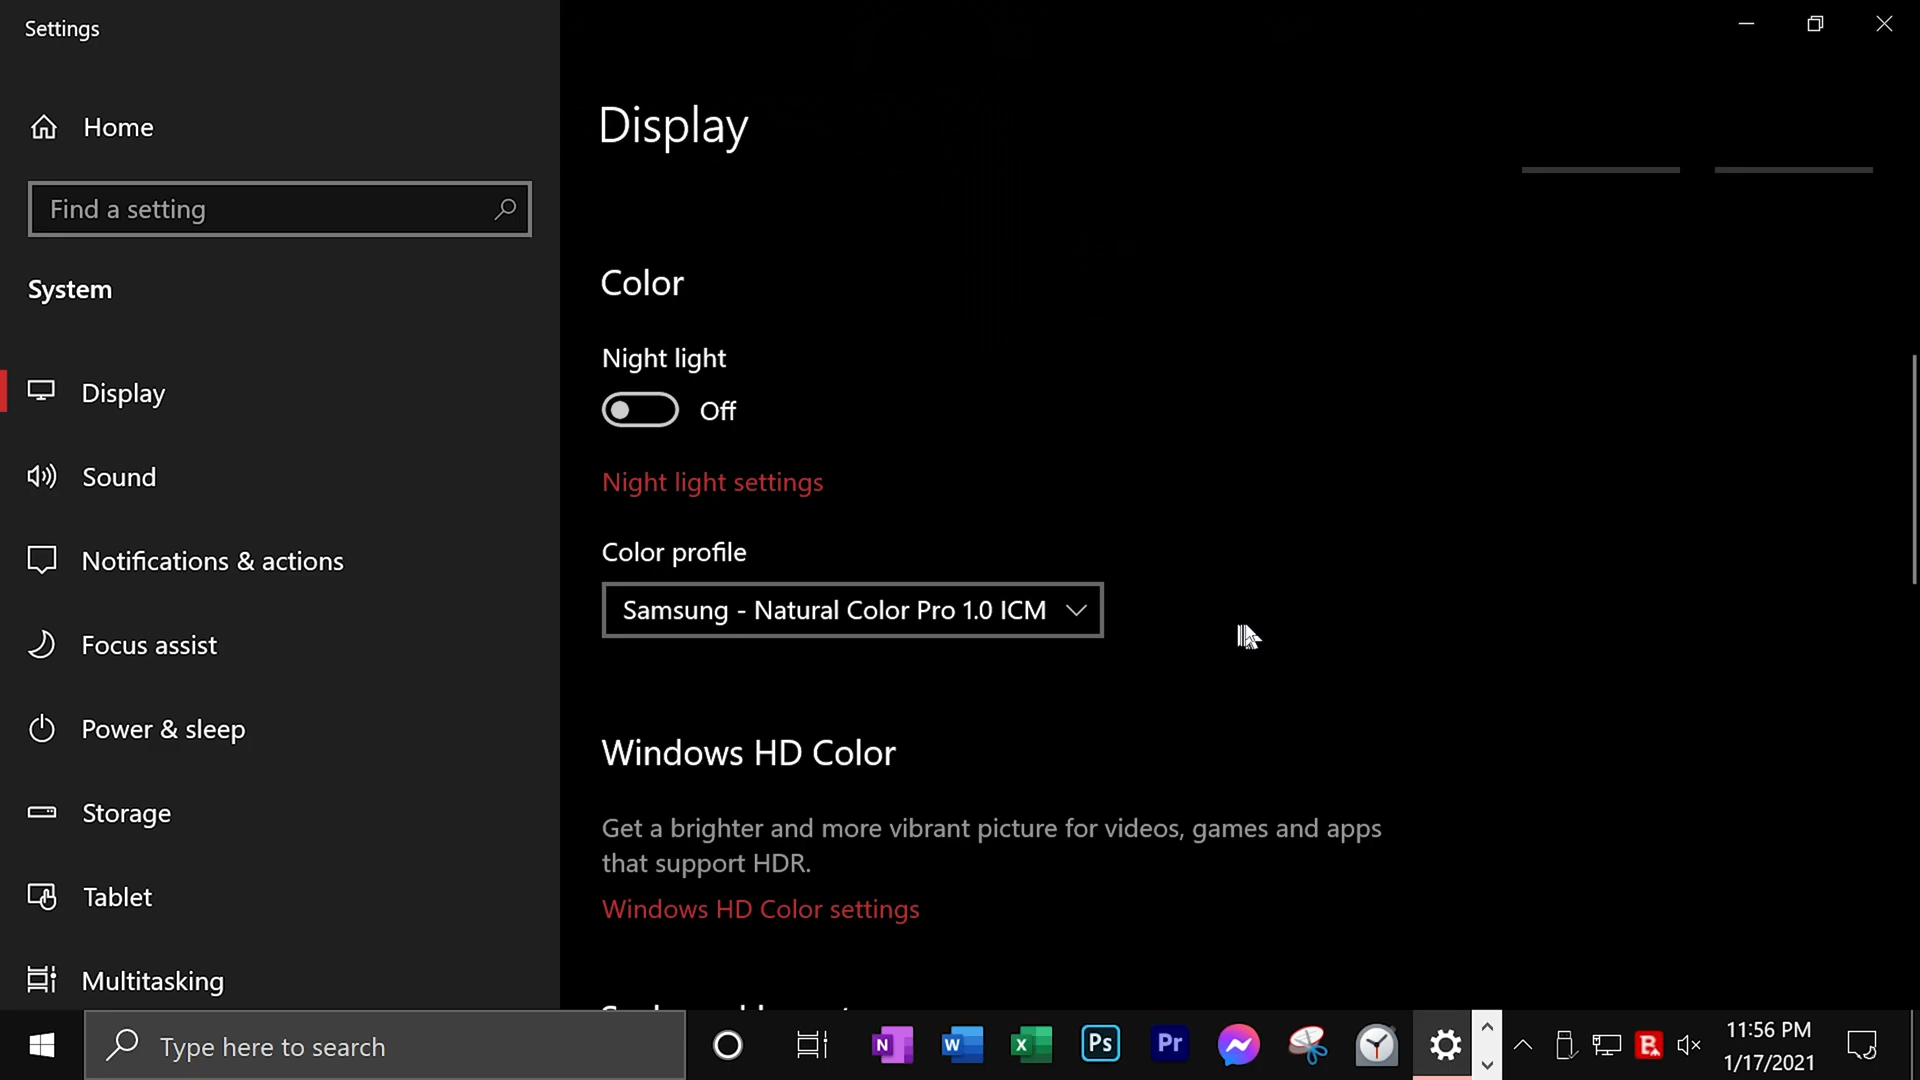 Settings
Home
Find a setting
System
Display
Sound
Notifications & actions
Focus assist
Power & sleep
Storage
Tablet
Multitasking
Display
Color
Night light
Off
Night light settings
Color profile
Samsung - Natural Color Pro 1.0 ICM
Windows HD Color
Get a brighter and more vibrant picture for videos, games and apps
that support HDR.
Windows HD Color settings
Type here to search
N
W
X
Ps
Pr
B
11:56 PM
1/17/2021